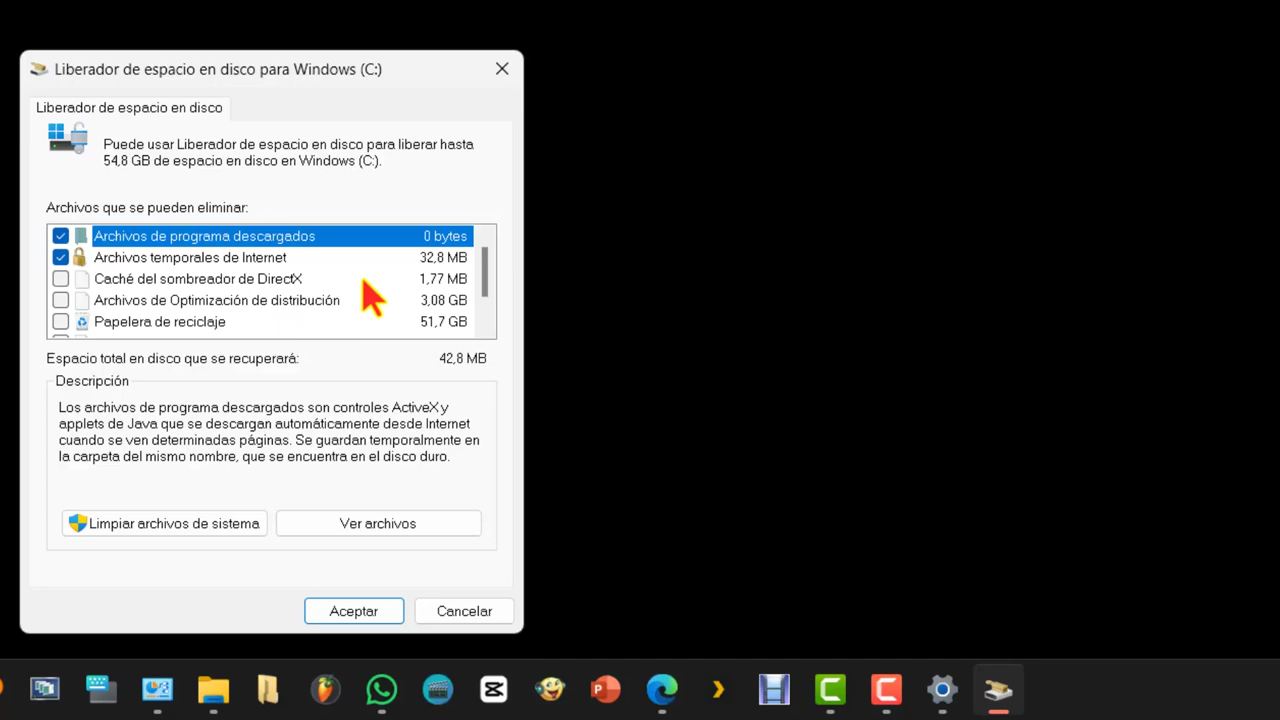 Liberador de espacio en disco para Windows (C:)
Liberador de espacio en disco
Puede usar Liberador de espacio en disco para liberar hasta
54,8 GB de espacio en disco en Windows (C:).
Archivos que se pueden eliminar:
Archivos de programa descargados 0 bytes
Archivos temporales de Internet 32,8 MB
Caché del sombreador de DirectX 1,77 MB
Archivos de Optimización de distribución 3,08 GB
Papelera de reciclaje 51,7 GB
Espacio total en disco que se recuperará: 42,8 MB
Descripción
Los archivos de programa descargados son controles ActiveX y
applets de Java que se descargan automáticamente desde Internet
cuando se ven determinadas páginas. Se guardan temporalmente en
la carpeta del mismo nombre, que se encuentra en el disco duro.
Limpiar archivos de sistema Ver archivos
Aceptar Cancelar